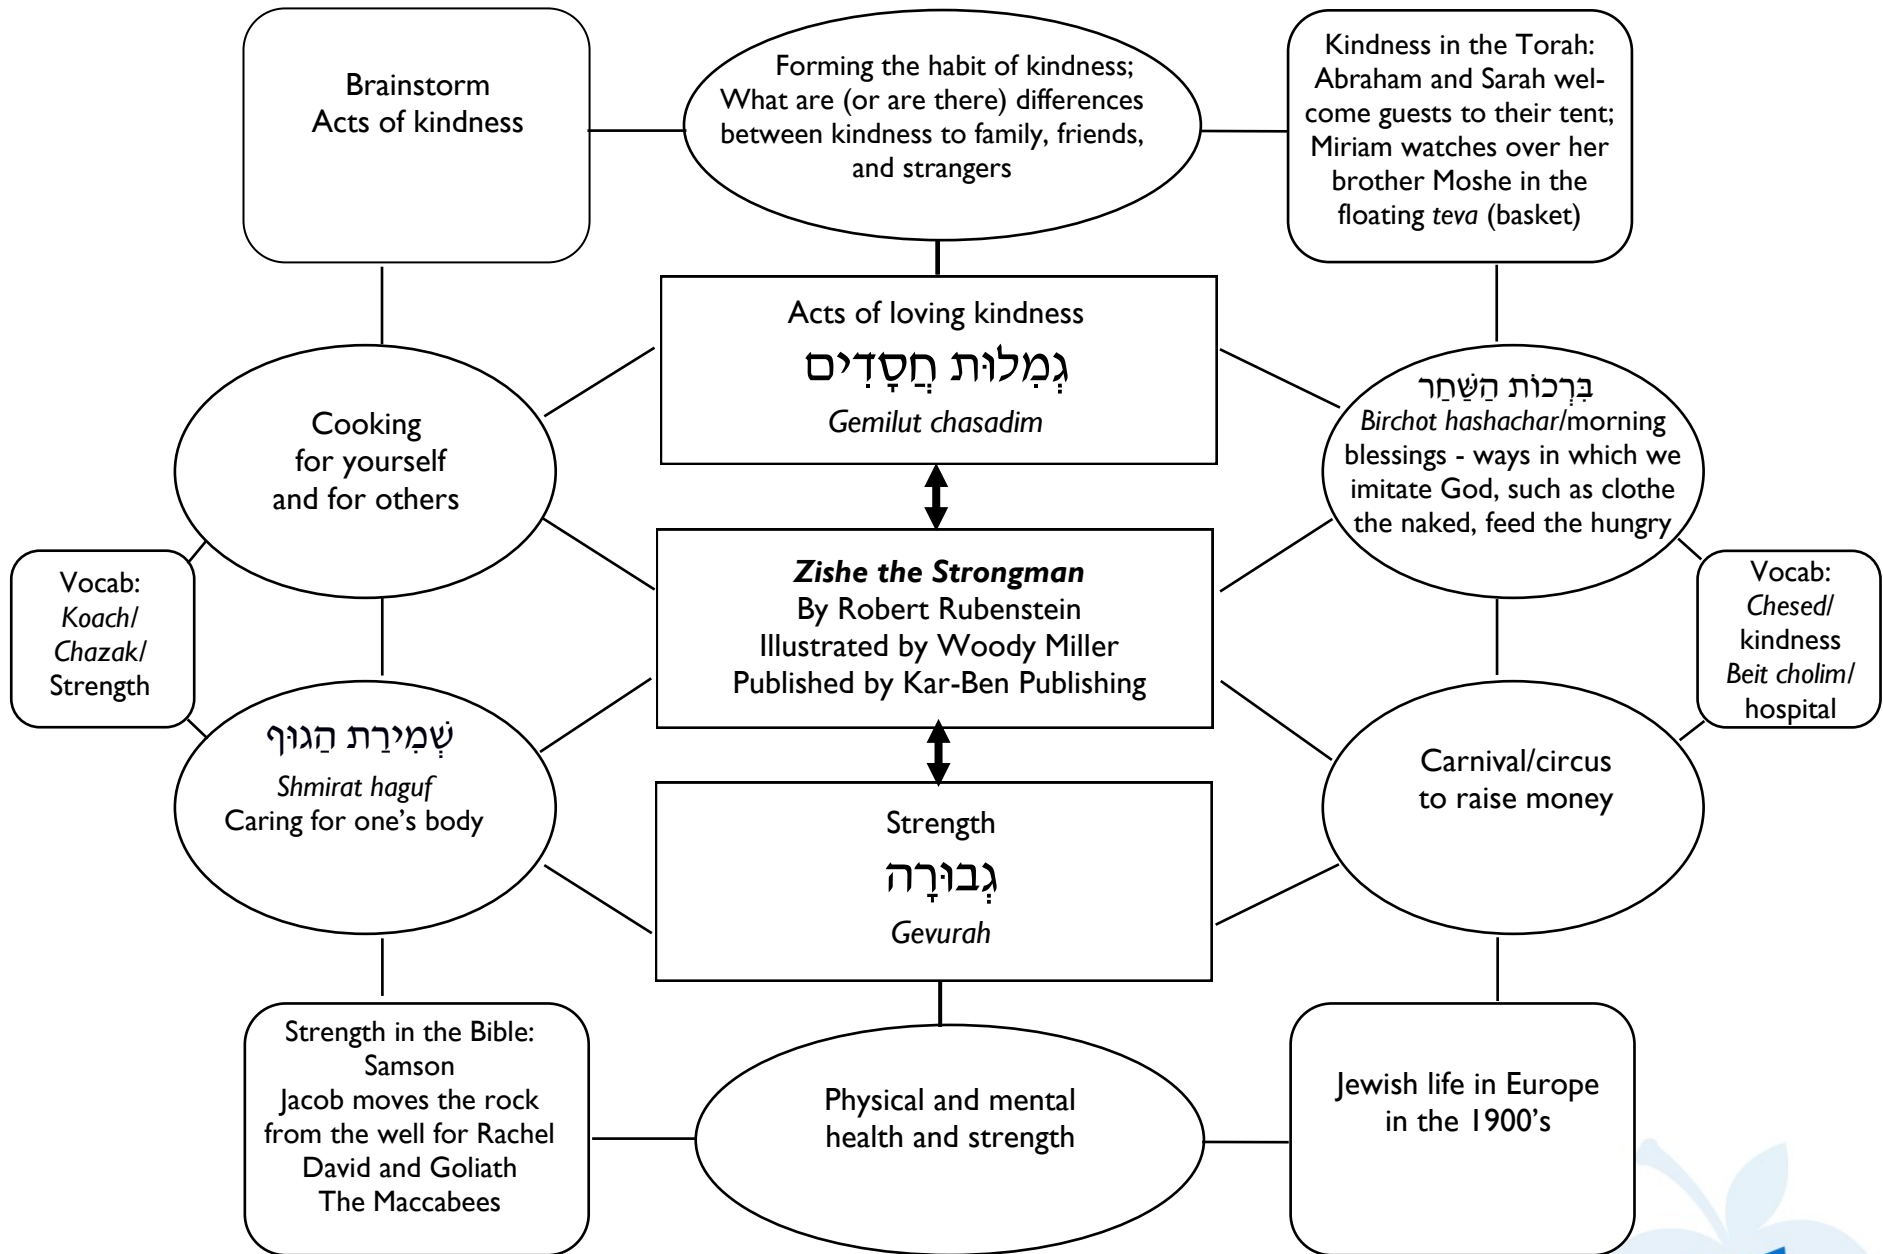 Brainstorm
Acts of kindness
Forming the habit of kindness;
What are (or are there) differences
between kindness to family, friends,
and strangers
Kindness in the Torah:
Abraham and Sarah wel-
come guests to their tent;
Miriam watches over her
brother Moshe in the
floating teva (basket)
Acts of loving kindness
גְמִלוּת חֲסָדִים
Gemilut chasadim
Cooking
for yourself
and for others
בִּרְכוֹת הַשַּׁחַר
Birchot hashachar/morning
blessings - ways in which we
imitate God, such as clothe
the naked, feed the hungry
Vocab:
Koach/
Chazak/
Strength
Zishe the Strongman
By Robert Rubenstein
Illustrated by Woody Miller
Published by Kar-Ben Publishing
Vocab:
Chesed/
kindness
Beit cholim/
hospital
שְׁמִירַת הַגוּף
Shmirat haguf
Caring for one's body
Strength
גְבוּרָה
Gevurah
Carnival/circus
to raise money
Strength in the Bible:
Samson
Jacob moves the rock
from the well for Rachel
David and Goliath
The Maccabees
Physical and mental
health and strength
Jewish life in Europe
in the 1900's